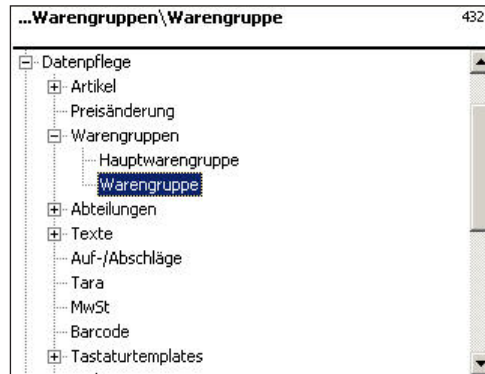 ...Warengruppen\Warengruppe 432
Datenpflege
Artikel
Preisänderung
Warengruppen
Hauptwarengruppe
Warengruppe
Abteilungen
Texte
Auf-/Abschläge
Tara
MwSt
Barcode
Tastaturtemplates